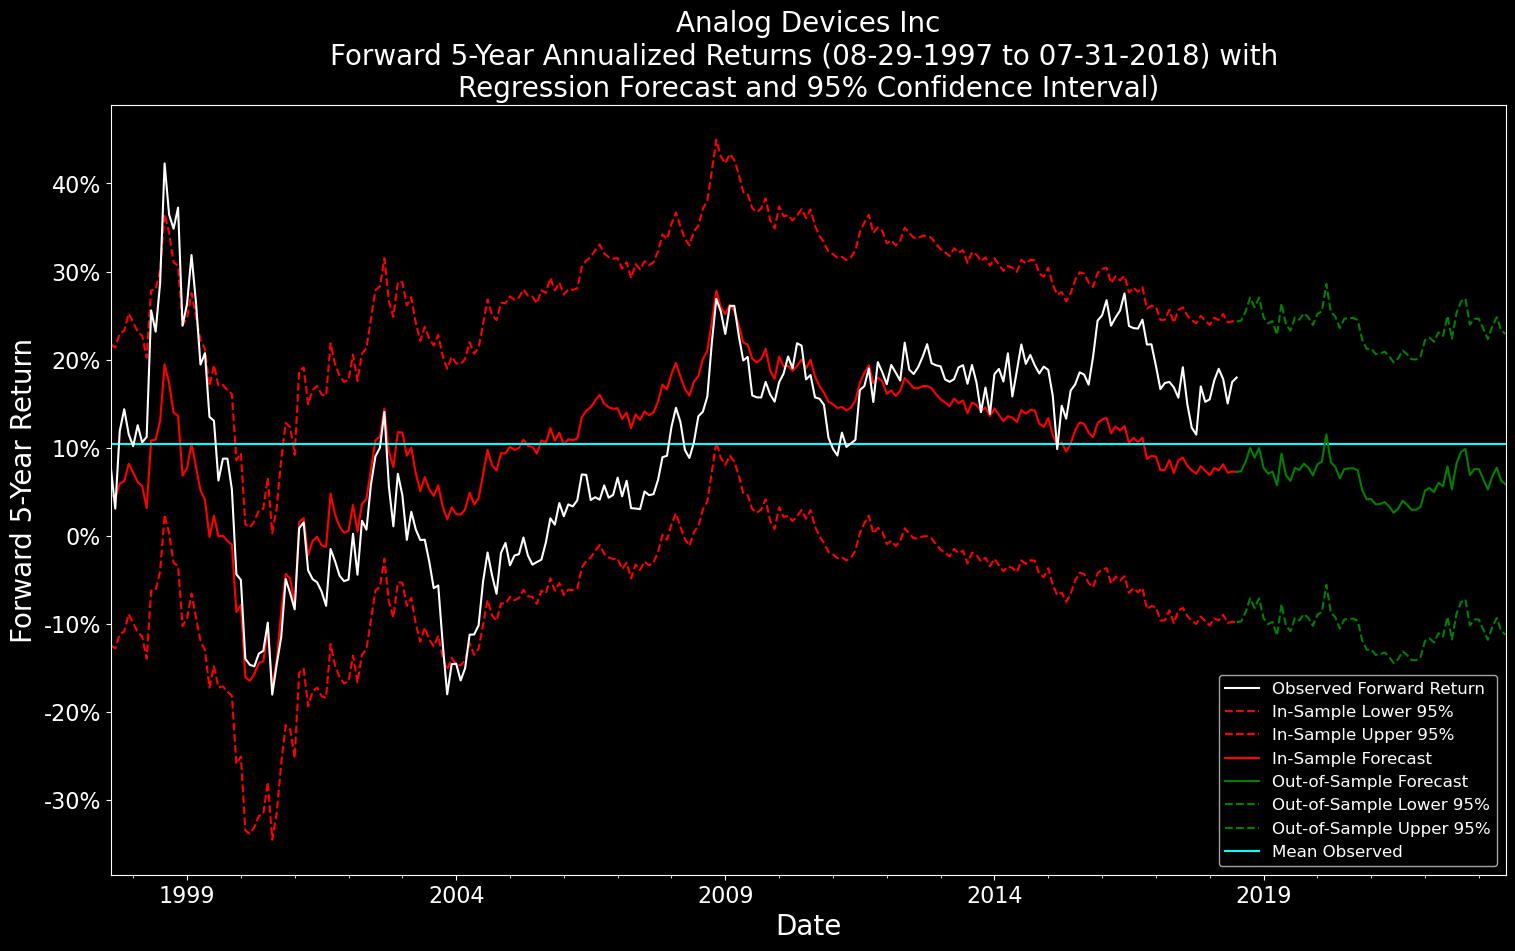 Analog Devices Inc
Forward 5-Year Annualized Returns (08-29-1997 to 07-31-2018) with
Regression Forecast and 95% Confidence Interval)
Forward 5-Year Return
40%
30%
20%
10%
0%
-10%
-20%
-30%
Observed Forward Return
In-Sample Lower 95%
In-Sample Upper 95%
In-Sample Forecast
Out-of-Sample Forecast
Out-of-Sample Lower 95%
Out-of-Sample Upper 95%
Mean Observed
1999 2004 2009 2014 2019
Date